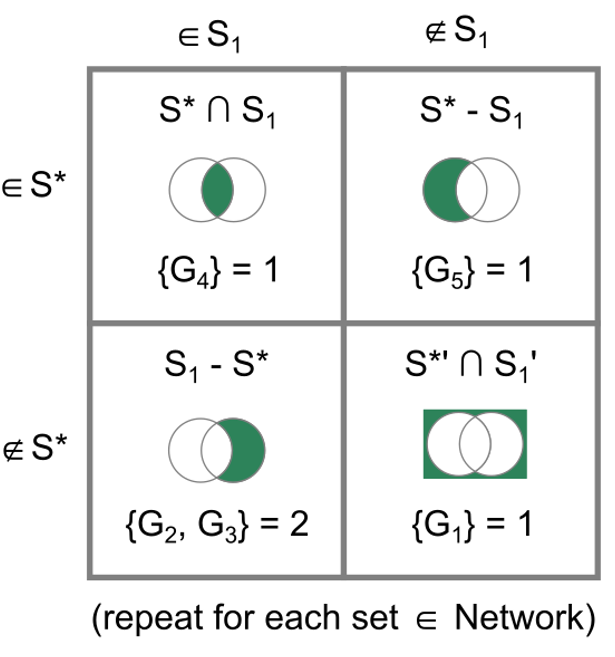 ∈ S₁ ∉ S₁
∈ S*
S* ∩ S₁ S* - S₁
{G₄} = 1 {G₅} = 1
∉ S*
S₁ - S* S*' ∩ S₁'
{G₂, G₃} = 2 {G₁} = 1
(repeat for each set ∈ Network)